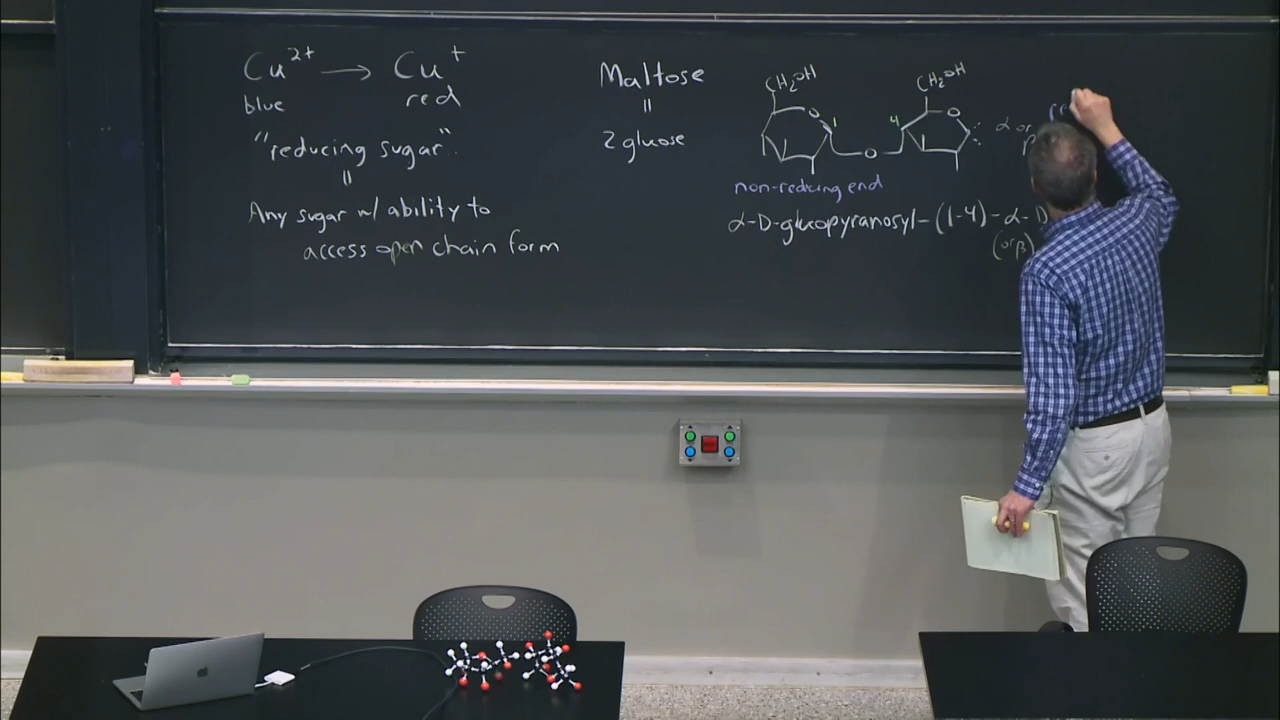 Cu²⁺ → Cu⁺
blue red
"reducing sugar"
=
Any sugar w/ ability to
access open chain form
Maltose
=
2 glucose
CH₂OH CH₂OH
O O
1 4
O
α or
non-reducing end
α-D-glucopyranosyl-(1-4)-α-D
(or β)